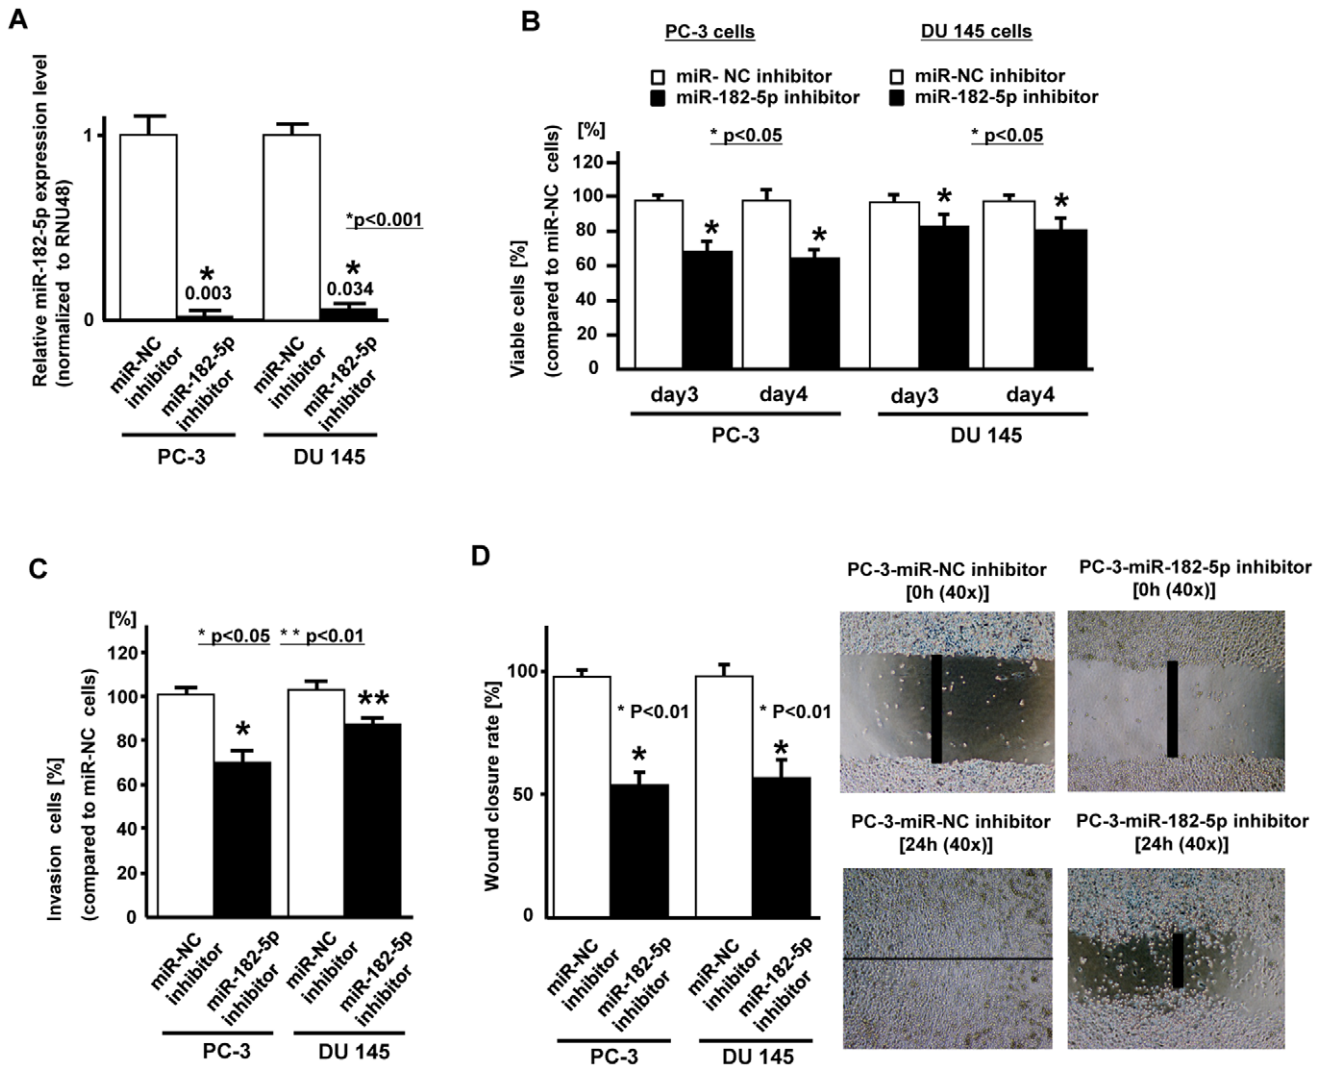 A
Relative miR-182-5p expression level
(normalized to RNU48)
1
0
*p<0.001
*
0.003
*
0.034
miR-NC
inhibitor
miR-182-5p
inhibitor
miR-NC
inhibitor
miR-182-5p
inhibitor
PC-3
DU 145
B
PC-3 cells
miR- NC inhibitor
miR-182-5p inhibitor
DU 145 cells
miR-NC inhibitor
miR-182-5p inhibitor
Viable cells [%]
(compared to miR-NC cells)
[%]
* p<0.05
* p<0.05
120
100
80
60
40
20
0
*
*
*
*
day3
day4
day3
day4
PC-3
DU 145
C
Invasion cells [%]
(compared to miR-NC cells)
[%]
* p<0.05
* * p<0.01
120
100
80
60
40
20
0
*
**
miR-NC
inhibitor
miR-182-5p
inhibitor
miR-NC
inhibitor
miR-182-5p
inhibitor
PC-3
DU 145
D
Wound closure rate [%]
100
50
0
* P<0.01
*
* P<0.01
*
miR-NC
inhibitor
miR-182-5p
inhibitor
miR-NC
inhibitor
miR-182-5p
inhibitor
PC-3
DU 145
PC-3-miR-NC inhibitor
[0h (40x)]
PC-3-miR-182-5p inhibitor
[0h (40x)]
PC-3-miR-NC inhibitor
[24h (40x)]
PC-3-miR-182-5p inhibitor
[24h (40x)]